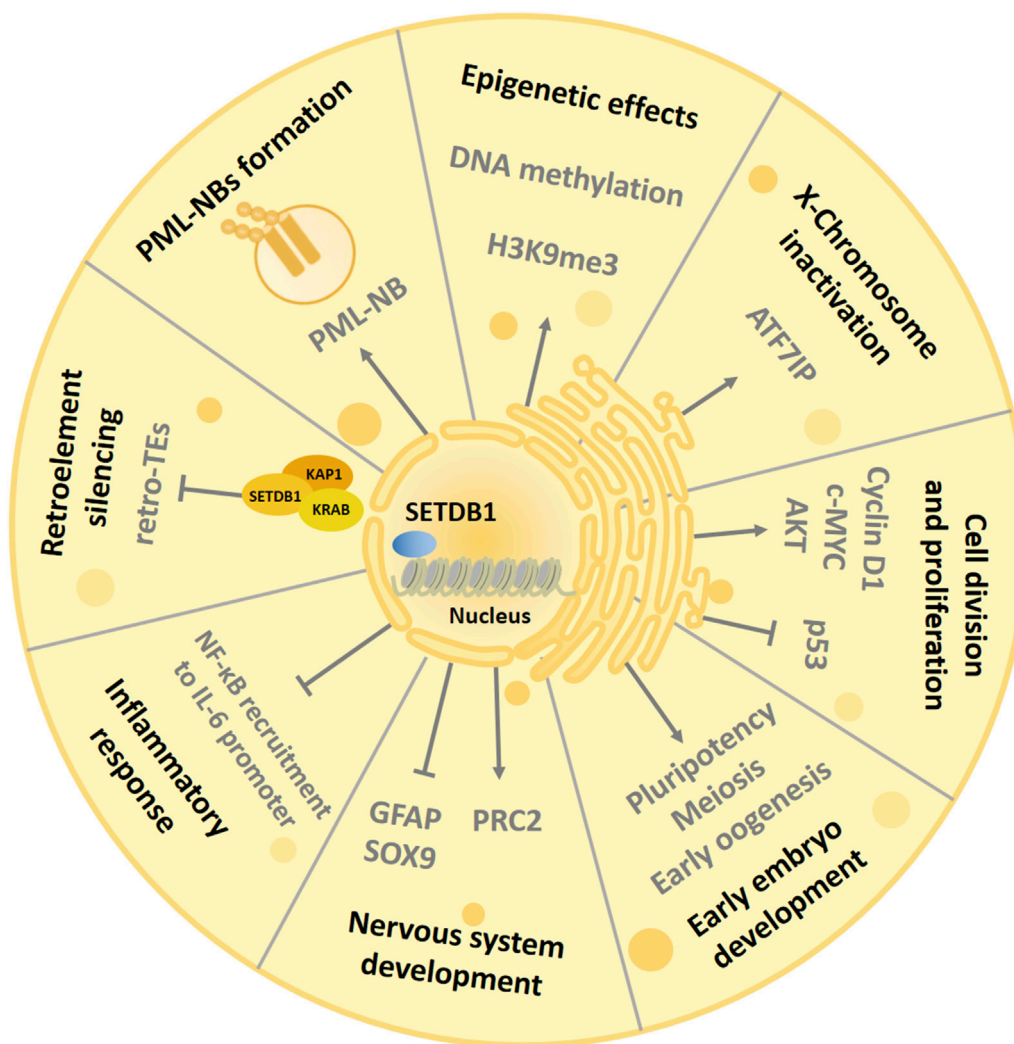 Epigenetic effects
DNA methylation
H3K9me3
X-Chromosome
inactivation
ATF7IP
Cell division
and proliferation
Cyclin D1
c-MYC
AKT
p53
Pluripotency
Meiosis
Early oogenesis
Early embryo
development
PRC2
GFAP
SOX9
Nervous system
development
NF-κB recruitment
to IL-6 promoter
Inflammatory
response
Retroelement
silencing
retro-TEs
KAP1
SETDB1
KRAB
PML-NBs formation
PML-NB
SETDB1
Nucleus